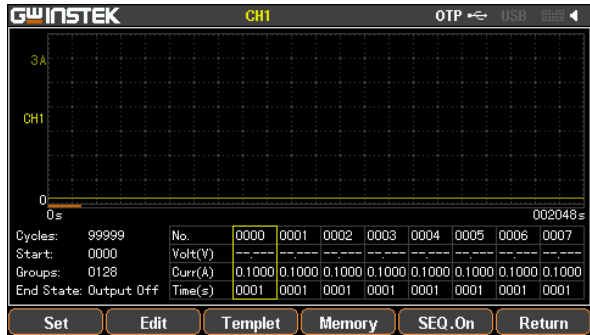 GWINSTEK CH1 OTP USB
3A
CH1
0
0s 002048s
Cycles: 99999 No. 0000 0001 0002 0003 0004 0005 0006 0007
Start: 0000 Volt(V) --.--- --.--- --.--- --.--- --.--- --.--- --.--- --.---
Groups: 0128 Curr(A) 0.1000 0.1000 0.1000 0.1000 0.1000 0.1000 0.1000 0.1000
End State: Output Off Time(s) 0001 0001 0001 0001 0001 0001 0001 0001
Set Edit Templet Memory SEQ.On Return